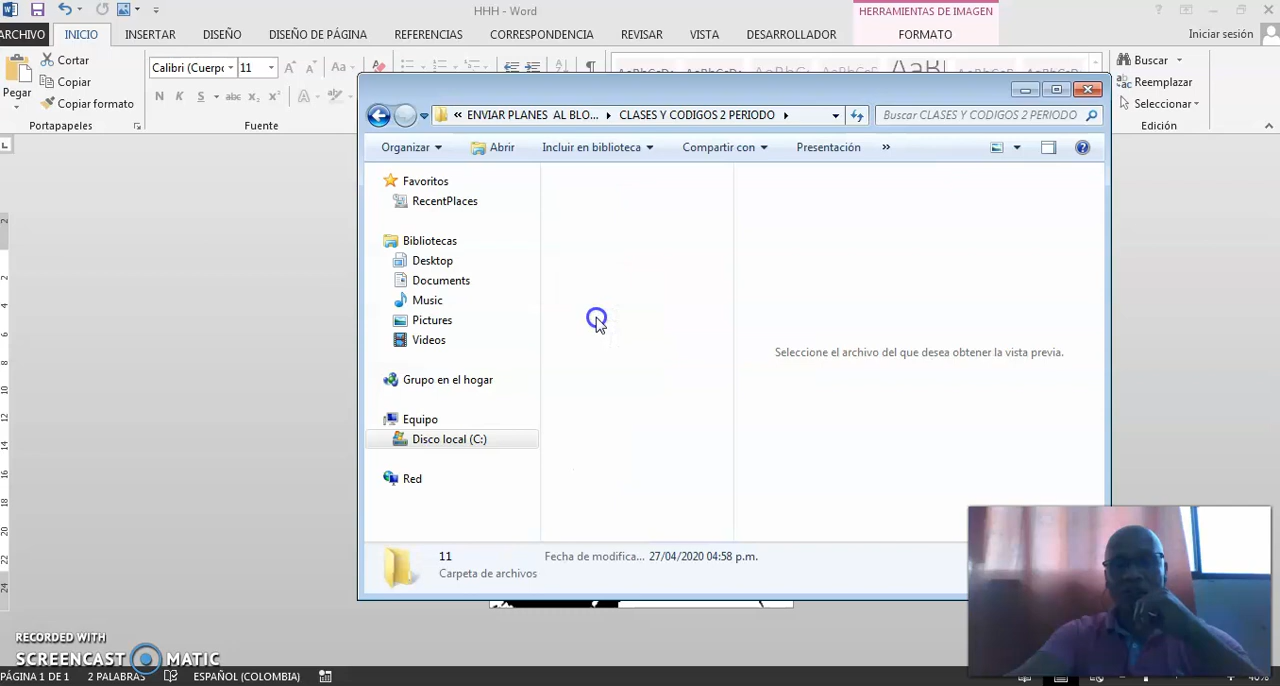 HHH - Word
HERRAMIENTAS DE IMAGEN
ARCHIVO INICIO INSERTAR DISEÑO DISEÑO DE PÁGINA REFERENCIAS CORRESPONDENCIA REVISAR VISTA DESARROLLADOR FORMATO Iniciar sesión
Cortar
Copiar
Copiar formato
Pegar
Calibri (Cuerpo 11
Aa
N K S abc x₂ x² A
Buscar
Reemplazar
Seleccionar
Portapapeles Fuente Edición
« ENVIAR PLANES AL BLO... CLASES Y CODIGOS 2 PERIODO Buscar CLASES Y CODIGOS 2 PERIODO
Organizar Abrir Incluir en biblioteca Compartir con Presentación »
Favoritos
RecentPlaces
Bibliotecas
Desktop
Documents
Music
Pictures
Videos
Grupo en el hogar
Equipo
Disco local (C:)
Red
Seleccione el archivo del que desea obtener la vista previa.
11 Fecha de modifica... 27/04/2020 04:58 p.m.
Carpeta de archivos
RECORDED WITH
SCREENCAST MATIC
PÁGINA 1 DE 1 2 PALABRAS ESPAÑOL (COLOMBIA)